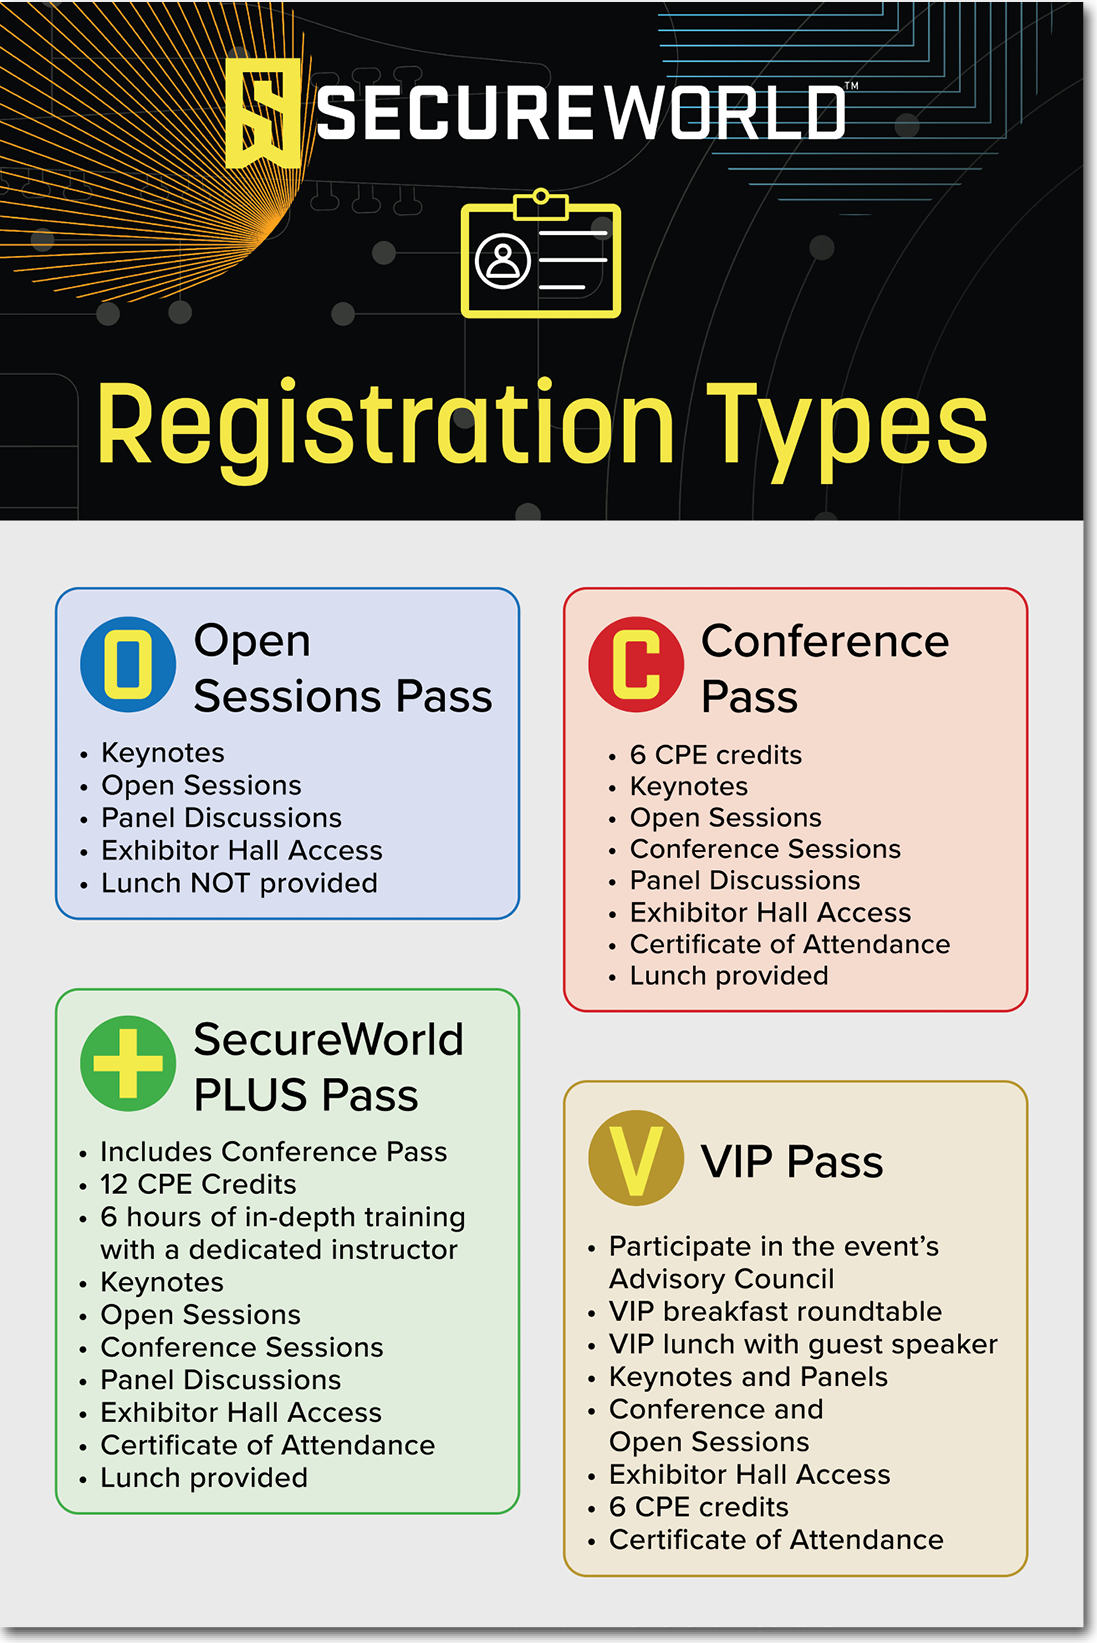 SECUREWORLD™
Registration Types
O
Open
Sessions Pass
• Keynotes
• Open Sessions
• Panel Discussions
• Exhibitor Hall Access
• Lunch NOT provided
C
Conference
Pass
• 6 CPE credits
• Keynotes
• Open Sessions
• Conference Sessions
• Panel Discussions
• Exhibitor Hall Access
• Certificate of Attendance
• Lunch provided
+
SecureWorld
PLUS Pass
• Includes Conference Pass
• 12 CPE Credits
• 6 hours of in-depth training
with a dedicated instructor
• Keynotes
• Open Sessions
• Conference Sessions
• Panel Discussions
• Exhibitor Hall Access
• Certificate of Attendance
• Lunch provided
V
VIP Pass
• Participate in the event’s
Advisory Council
• VIP breakfast roundtable
• VIP lunch with guest speaker
• Keynotes and Panels
• Conference and
Open Sessions
• Exhibitor Hall Access
• 6 CPE credits
• Certificate of Attendance